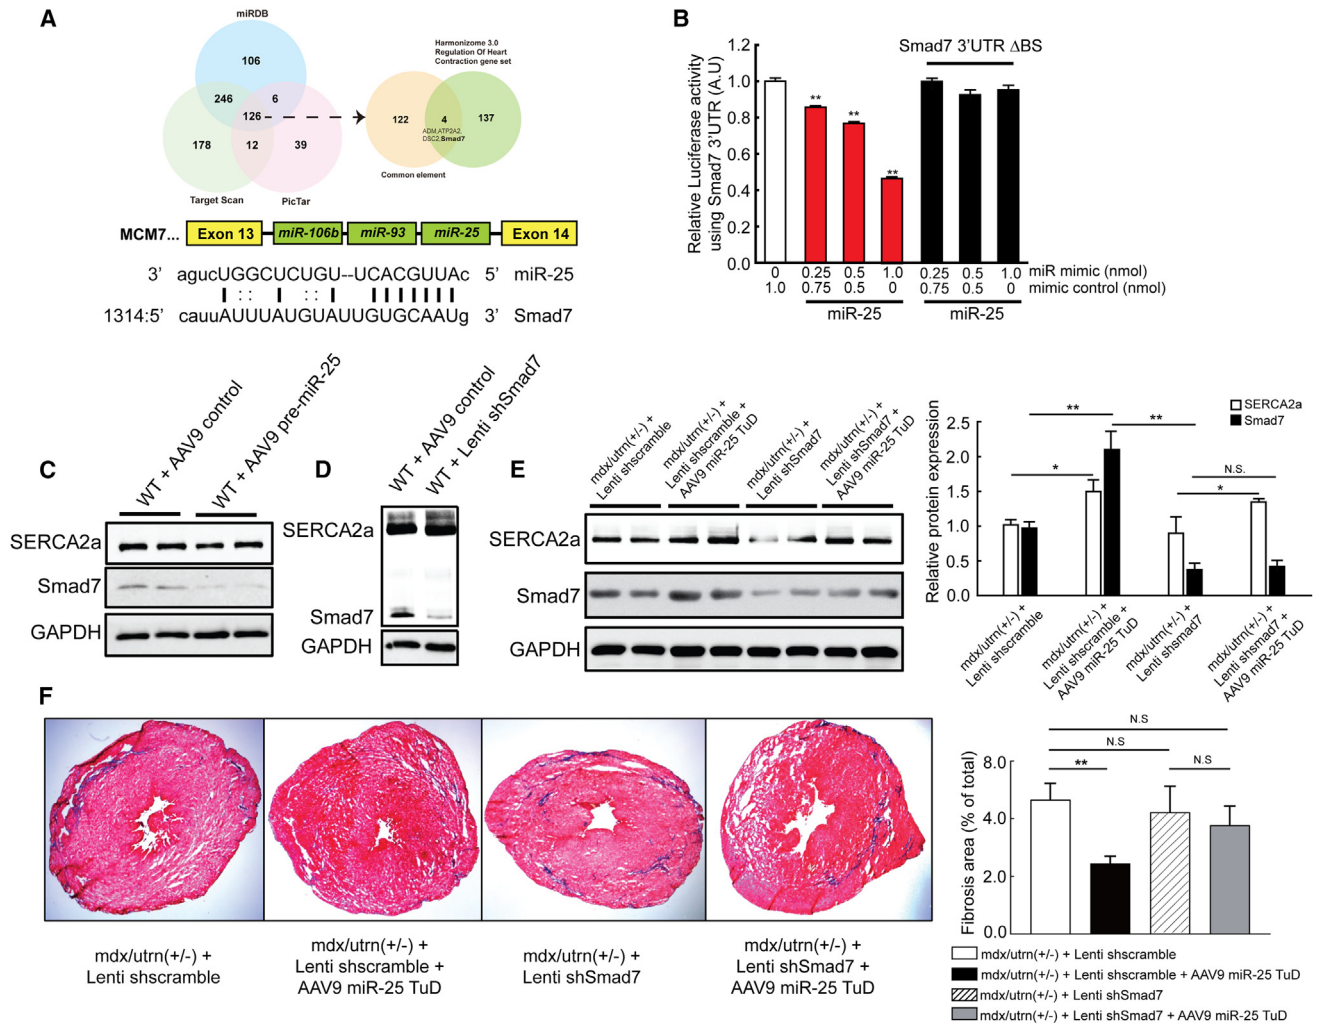 A
miRDB
106
246
6
126
178
12
39
Target Scan
PicTar
Harmonizome 3.0
Regulation Of Heart
Contraction gene set
122
4
137
ADM,ATP2A2,
DSC2,Smad7
Common element
MCM7...
Exon 13
miR-106b
miR-93
miR-25
Exon 14
3' agucUGGCUCUGU--UCACGUUAc 5' miR-25
1314:5' cauuAUUUAUGUAUUGUGCAAUg 3' Smad7
B
Smad7 3'UTR ΔBS
Relative Luciferase activity
using Smad7 3'UTR (A.U)
1.2
1.0
0.8
0.6
0.4
0.2
0.0
**
**
**
0 0.25 0.5 1.0 0.25 0.5 1.0 miR mimic (nmol)
1.0 0.75 0.5 0 0.75 0.5 0 mimic control (nmol)
miR-25
miR-25
C
WT + AAV9 control
WT + AAV9 pre-miR-25
SERCA2a
Smad7
GAPDH
D
WT + AAV9 control
WT + Lenti shSmad7
SERCA2a
Smad7
GAPDH
E
mdx/utrn(+/-) +
Lenti shscramble
mdx/utrn(+/-) +
Lenti shscramble +
AAV9 miR-25 TuD
mdx/utrn(+/-) +
Lenti shSmad7
mdx/utrn(+/-) +
Lenti shSmad7 +
AAV9 miR-25 TuD
SERCA2a
Smad7
GAPDH
Relative protein expression
2.5
2.0
1.5
1.0
0.5
0.0
SERCA2a
Smad7
**
**
*
N.S.
*
mdx/utrn(+/-) +
Lenti shscramble
mdx/utrn(+/-) +
Lenti shscramble +
AAV9 miR-25 TuD
mdx/utrn(+/-) +
Lenti shSmad7
mdx/utrn(+/-) +
Lenti shSmad7 +
AAV9 miR-25 TuD
F
mdx/utrn(+/-) +
Lenti shscramble
mdx/utrn(+/-) +
Lenti shscramble +
AAV9 miR-25 TuD
mdx/utrn(+/-) +
Lenti shSmad7
mdx/utrn(+/-) +
Lenti shSmad7 +
AAV9 miR-25 TuD
Fibrosis area (% of total)
8.0
4.0
2.0
0.0
N.S
N.S
**
N.S
mdx/utrn(+/-) + Lenti shscramble
mdx/utrn(+/-) + Lenti shscramble + AAV9 miR-25 TuD
mdx/utrn(+/-) + Lenti shSmad7
mdx/utrn(+/-) + Lenti shSmad7 + AAV9 miR-25 TuD